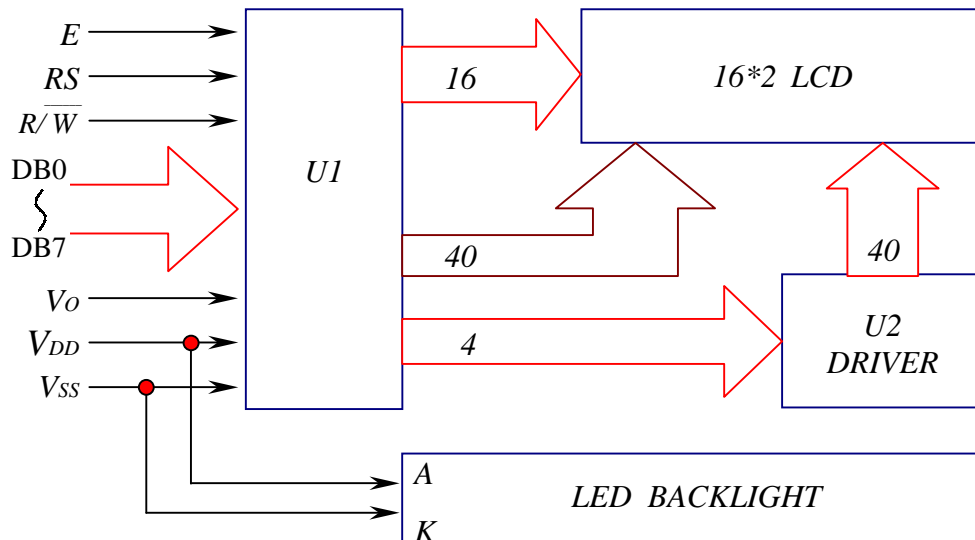 E
RS
R/W̅
DB0
DB7
VO
VDD
VSS
U1
16
40
4
16*2 LCD
40
U2
DRIVER
A
K
LED BACKLIGHT